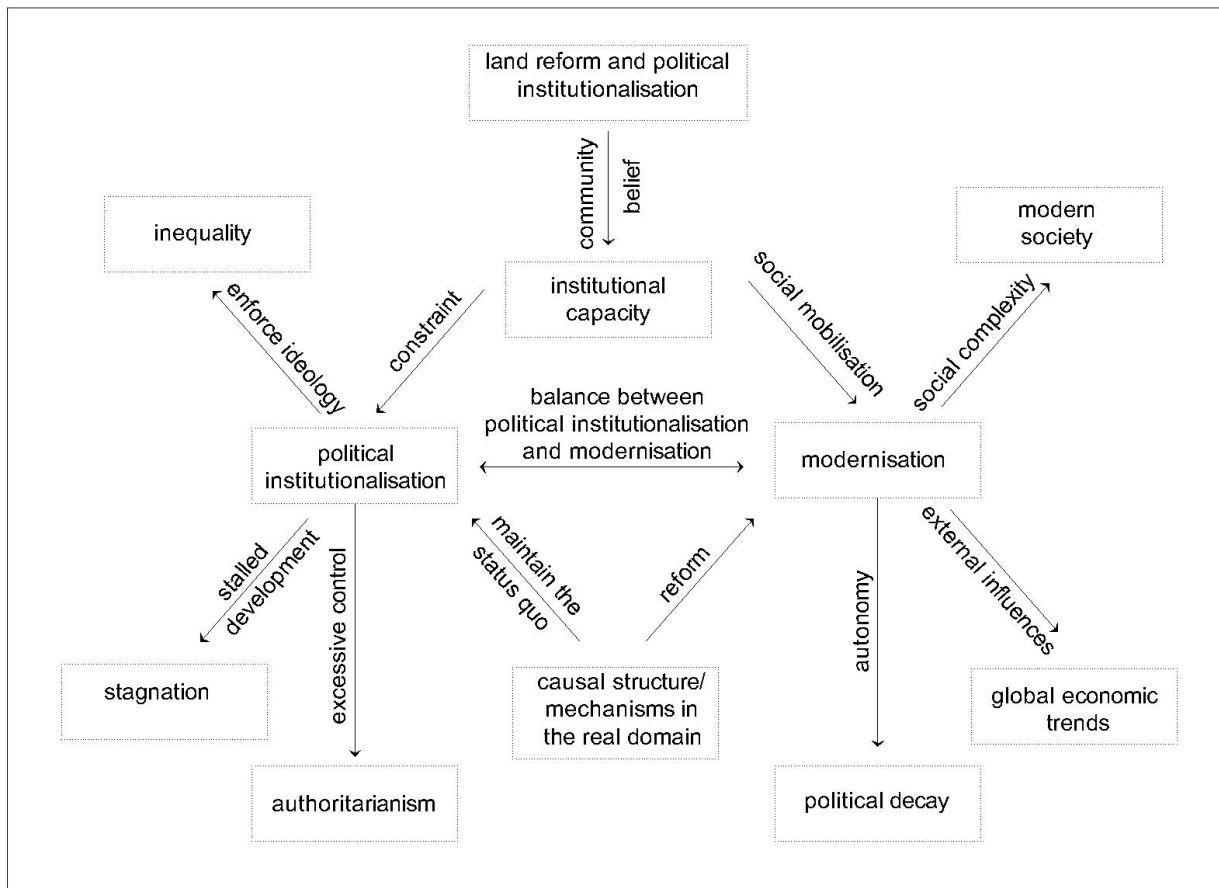 land reform and political
institutionalisation
community
belief
inequality
modern
society
institutional
capacity
enforce ideology
constraint
social mobilisation
social complexity
balance between
political institutionalisation
and modernisation
political
institutionalisation
modernisation
stalled
development
excessive control
maintain the
status quo
reform
autonomy
external influences
stagnation
causal structure/
mechanisms in
the real domain
global economic
trends
authoritarianism
political decay